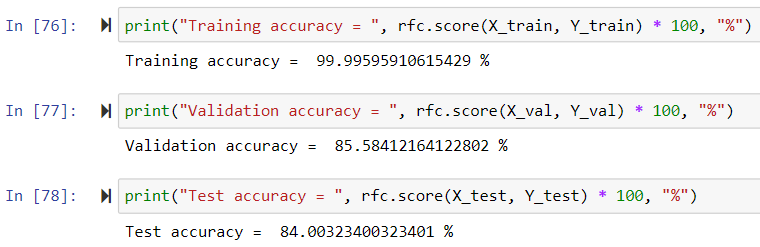 In [76]: print("Training accuracy = ", rfc.score(X_train, Y_train) * 100, "%")
Training accuracy =  99.99595910615429 %
In [77]: print("Validation accuracy = ", rfc.score(X_val, Y_val) * 100, "%")
Validation accuracy =  85.58412164122802 %
In [78]: print("Test accuracy = ", rfc.score(X_test, Y_test) * 100, "%")
Test accuracy =  84.00323400323401 %